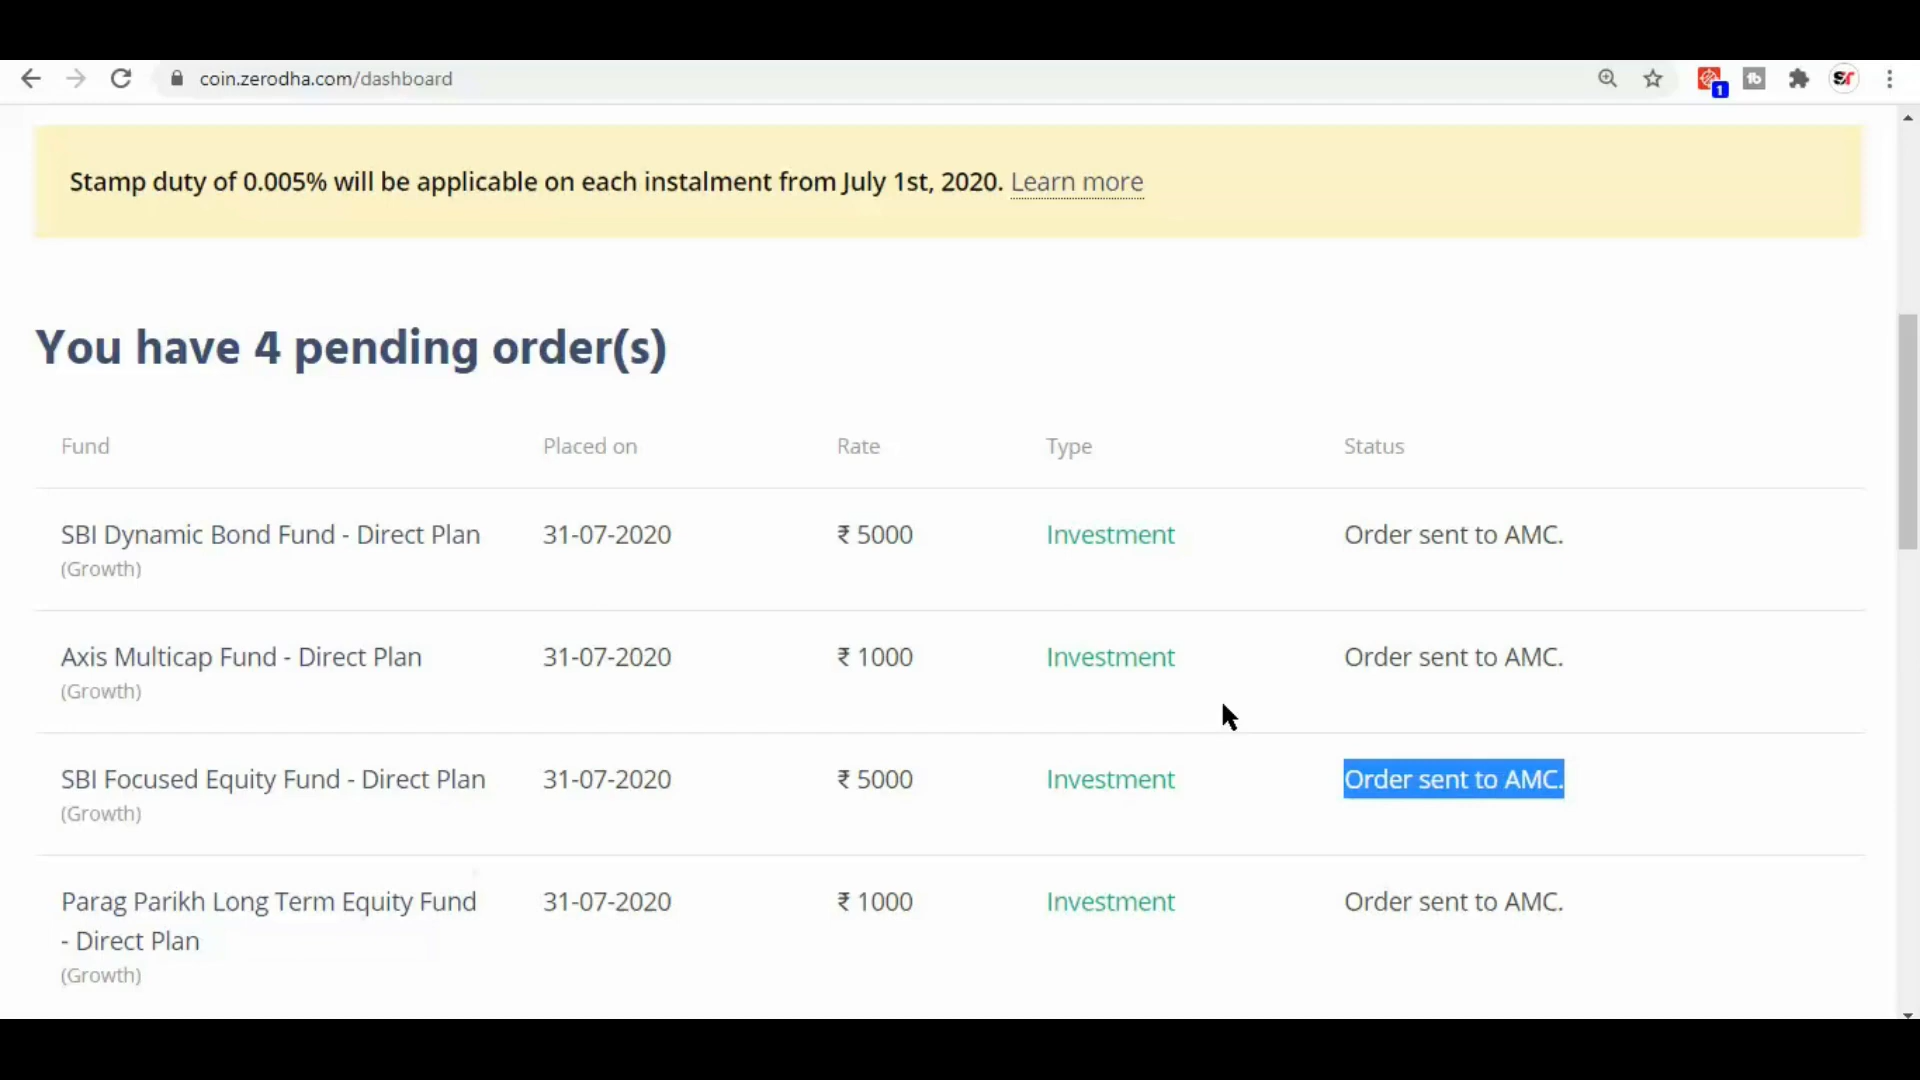 coin.zerodha.com/dashboard
1
fb
Sr
Stamp duty of 0.005% will be applicable on each instalment from July 1st, 2020. Learn more
You have 4 pending order(s)
Fund Placed on Rate Type Status
SBI Dynamic Bond Fund - Direct Plan 31-07-2020 ₹ 5000 Investment Order sent to AMC.
(Growth)
Axis Multicap Fund - Direct Plan 31-07-2020 ₹ 1000 Investment Order sent to AMC.
(Growth)
SBI Focused Equity Fund - Direct Plan 31-07-2020 ₹ 5000 Investment Order sent to AMC.
(Growth)
Parag Parikh Long Term Equity Fund 31-07-2020 ₹ 1000 Investment Order sent to AMC.
- Direct Plan
(Growth)